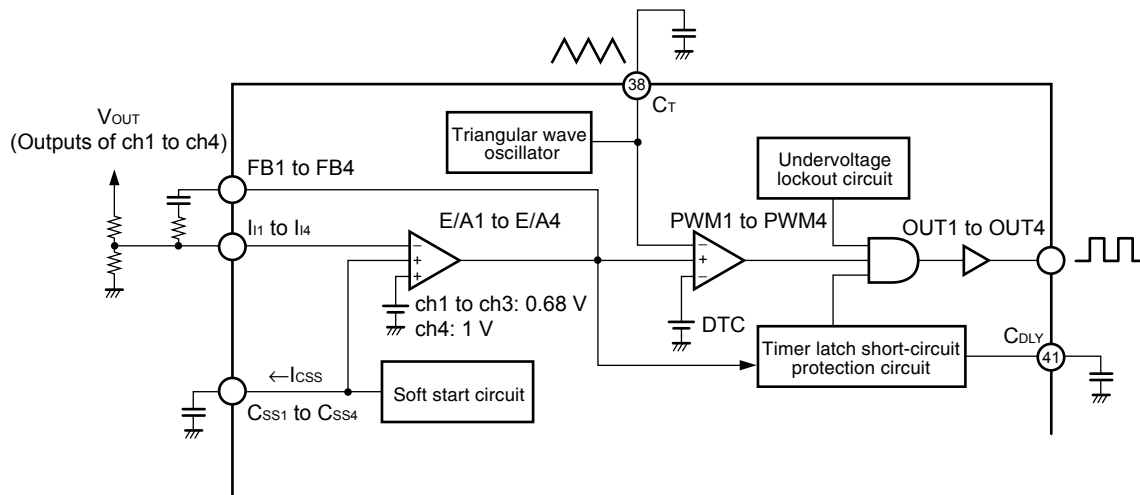 38
CT
VOUT
(Outputs of ch1 to ch4)
Triangular wave
oscillator
Undervoltage
lockout circuit
FB1 to FB4
E/A1 to E/A4
PWM1 to PWM4
OUT1 to OUT4
II1 to II4
−
+
+
−
+
−
ch1 to ch3: 0.68 V
ch4: 1 V
DTC
CDLY
Timer latch short-circuit
protection circuit
41
←ICSS
Soft start circuit
CSS1 to CSS4